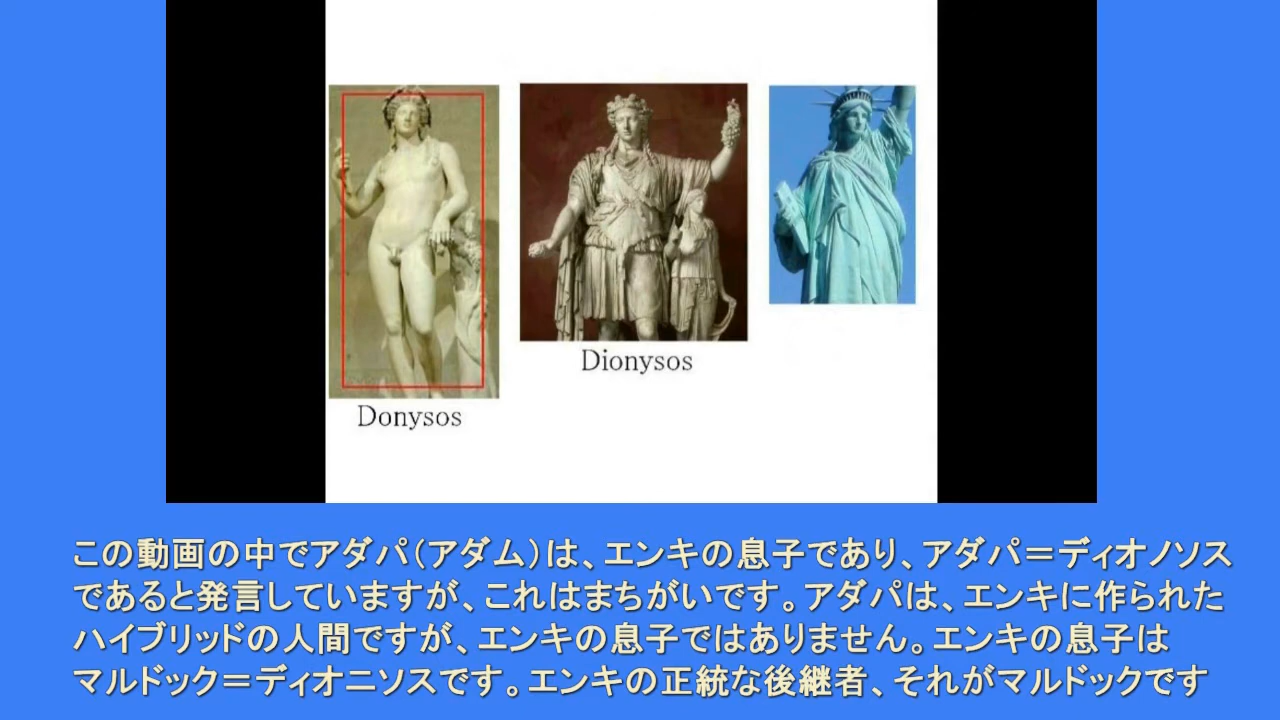 Donysos
Dionysos
この動画の中でアダパ（アダム）は、エンキの息子であり、アダパ＝ディオノソス
であると発言していますが、これはまちがいです。アダパは、エンキに作られた
ハイブリッドの人間ですが、エンキの息子ではありません。エンキの息子は
マルドック＝ディオニソスです。エンキの正統な後継者、それがマルドックです